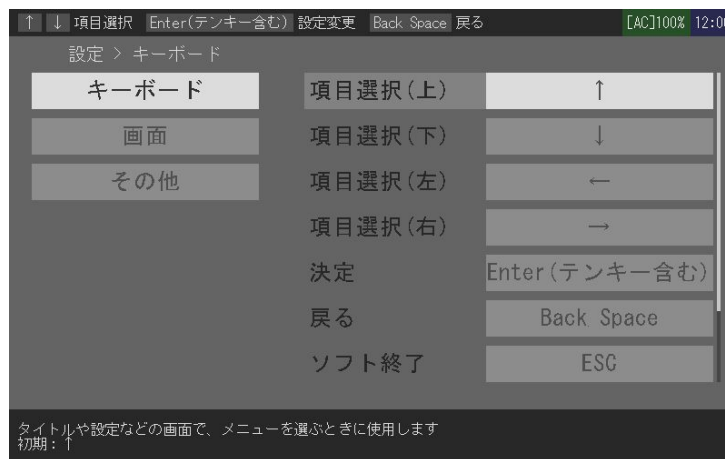 ↑ ↓ 項目選択 Enter(テンキー含む) 設定変更 Back Space 戻る [AC]100% 12:0
設定 > キーボード
キーボード 項目選択(上) ↑
画面 項目選択(下) ↓
その他 項目選択(左) ←
項目選択(右) →
決定 Enter(テンキー含む)
戻る Back Space
ソフト終了 ESC
タイトルや設定などの画面で、メニューを選ぶときに使用します
初期:↑